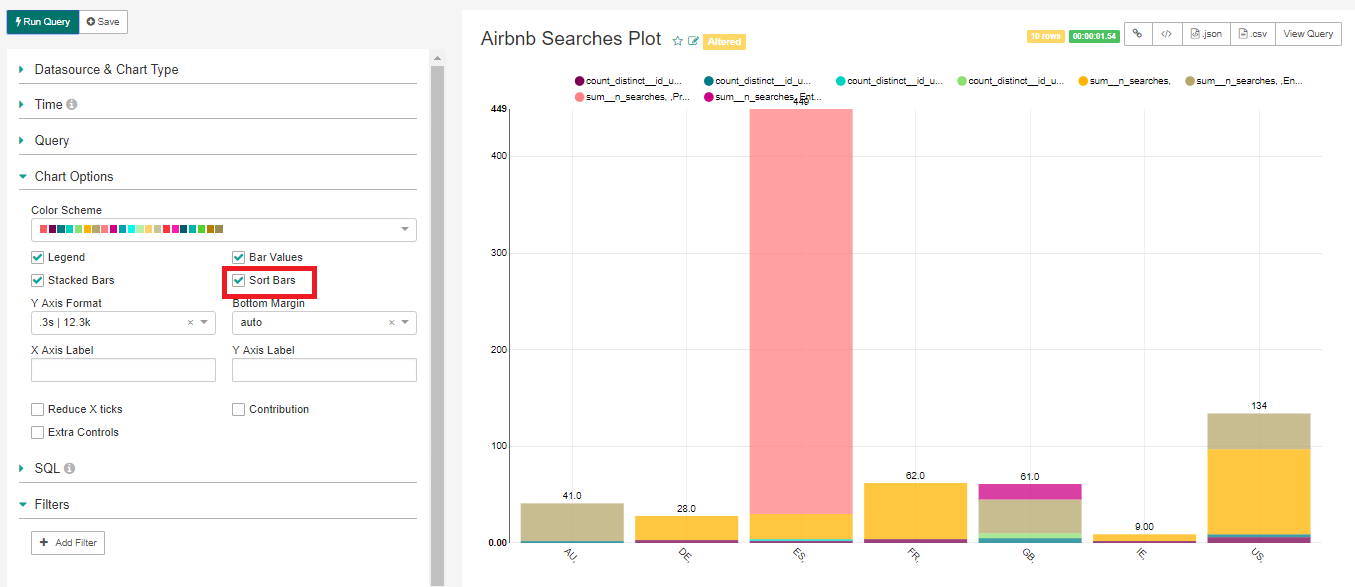 Run Query Save
Datasource & Chart Type
Time
Query
Chart Options
Color Scheme
Legend Bar Values
Stacked Bars Sort Bars
Y Axis Format Bottom Margin
.3s | 12.3k × auto ×
X Axis Label Y Axis Label
Reduce X ticks Contribution
Extra Controls
SQL
Filters
Add Filter
Airbnb Searches Plot Altered 10 rows 00:00:01.54 </> .json .csv View Query
count_distinct__id_u... count_distinct__id_u... count_distinct__id_u... count_distinct__id_u... sum__n_searches, sum__n_searches, ,En...
sum__n_searches, ,Pr... sum__n_searches, Ent...
449
449
400
300
200
134
100
62.0
61.0
41.0
28.0
9.00
0.00
AU, DE, ES, FR, GB, IE, US,